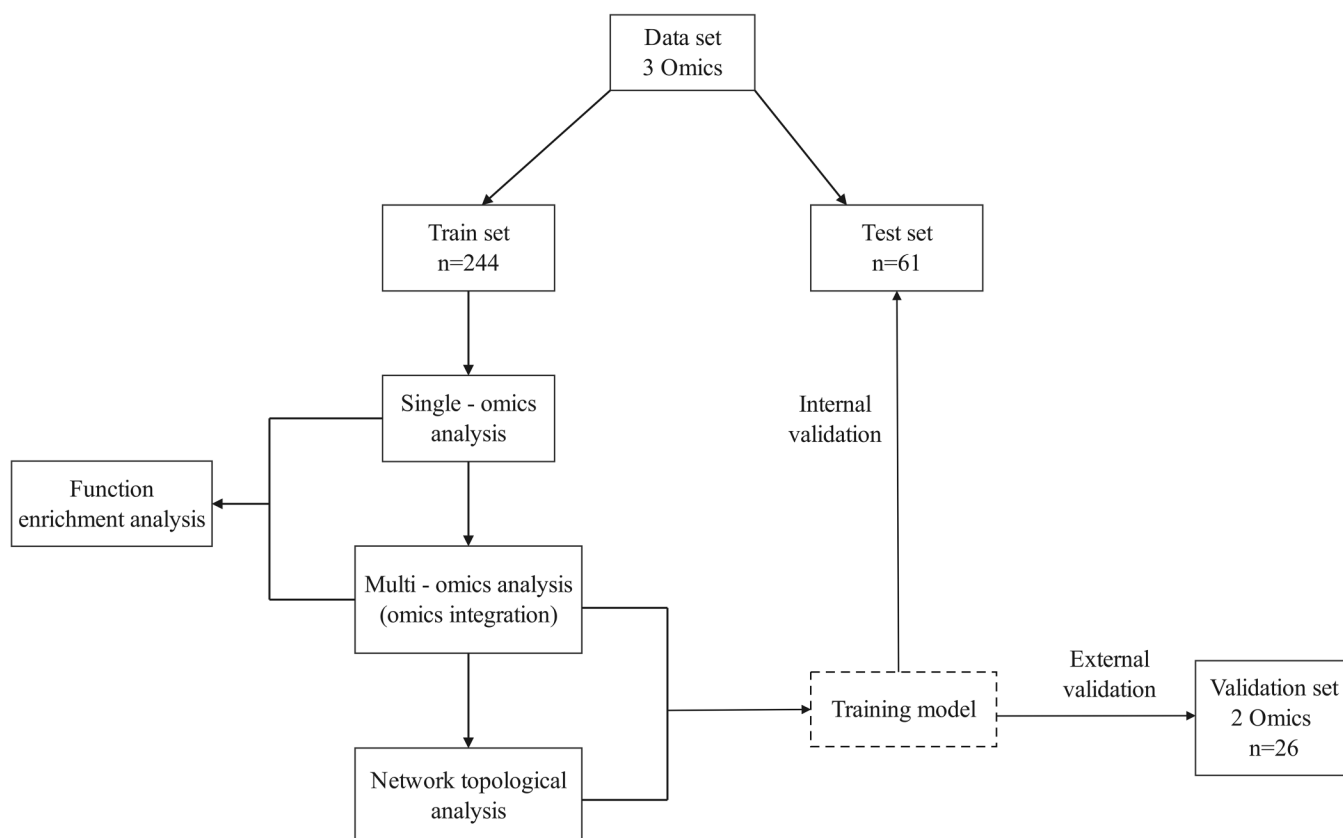 Data set
3 Omics
Train set
n=244
Test set
n=61
Single - omics
analysis
Internal
validation
Function
enrichment analysis
Multi - omics analysis
(omics integration)
External
validation
Training model
Validation set
2 Omics
n=26
Network topological
analysis